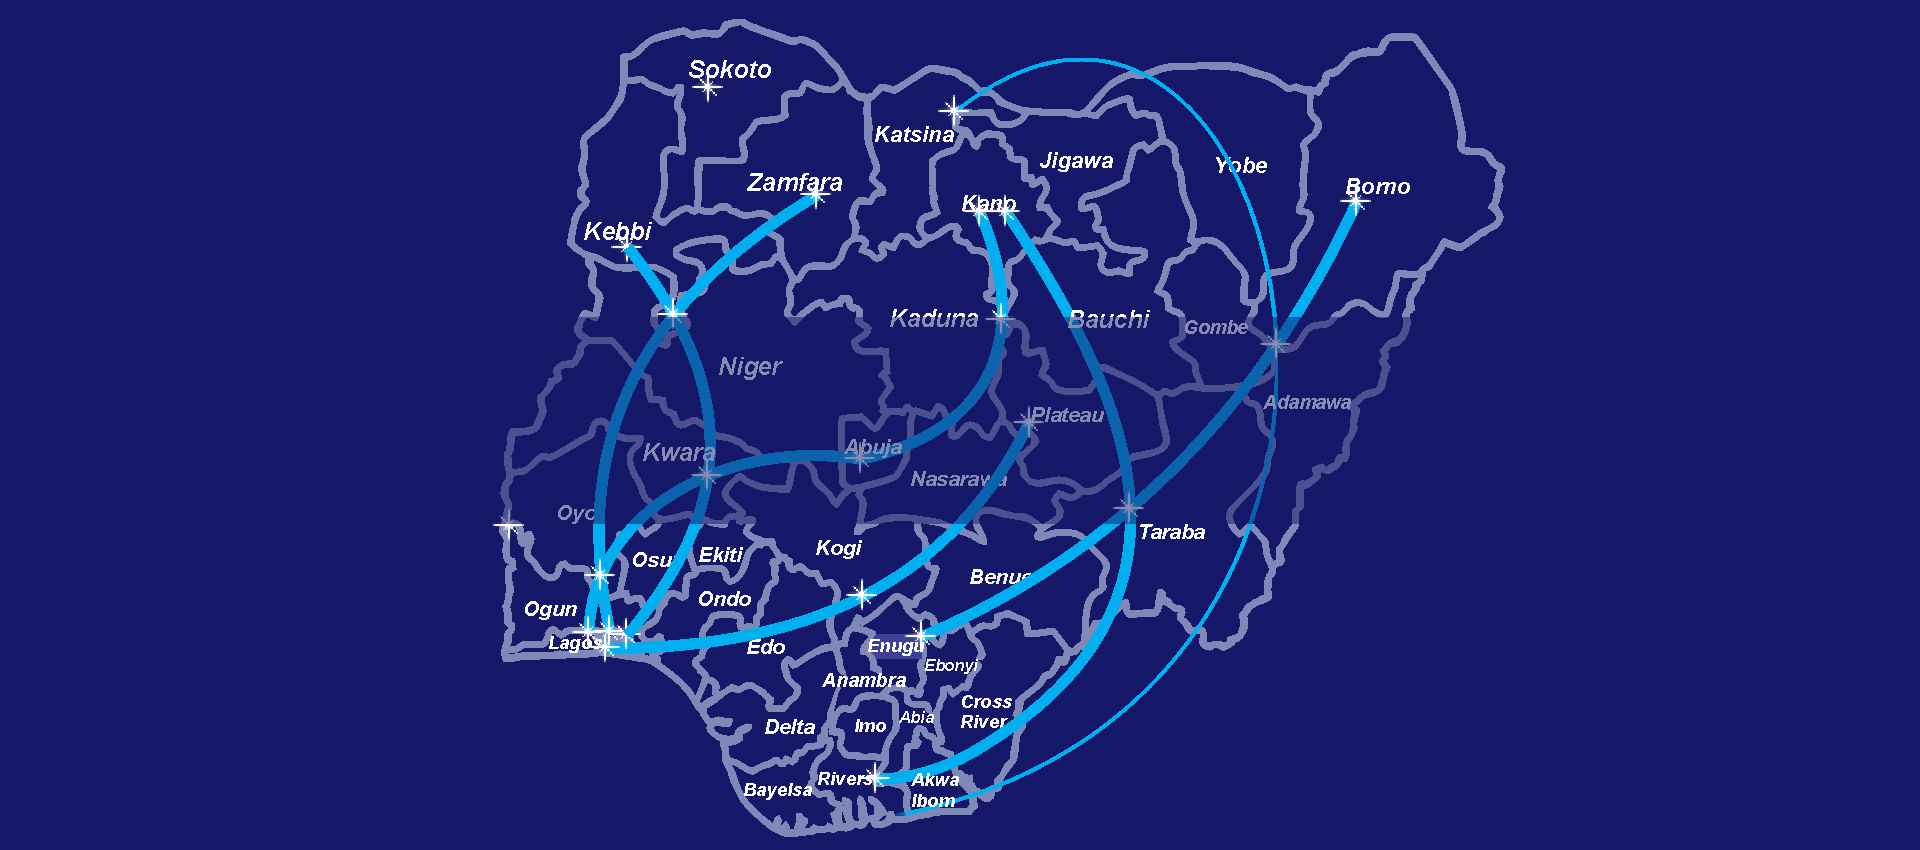 Sokoto
Katsina
Jigawa
Yobe
Zamfara
Borno
Kano
Kebbi
Kaduna
Bauchi
Gombe
Niger
Adamawa
Plateau
Abuja
Kwara
Nasarawa
Oyo
Taraba
Kogi
Ekiti
Osu
Benue
Ondo
Ogun
Lagos
Edo
Enugu
Ebonyi
Anambra
Cross
River
Abia
Imo
Delta
Rivers
Akwa
Ibom
Bayelsa